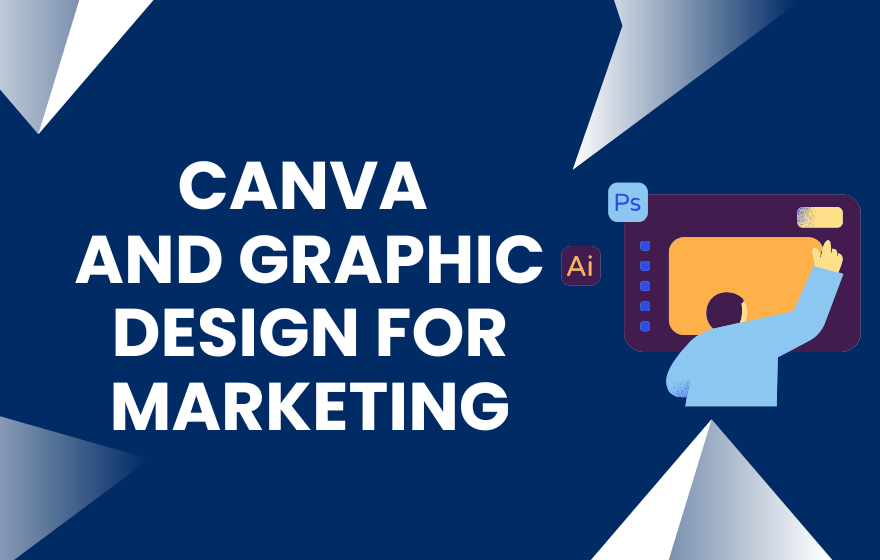 CANVA
AND GRAPHIC
DESIGN FOR
MARKETING
Ps
Ai